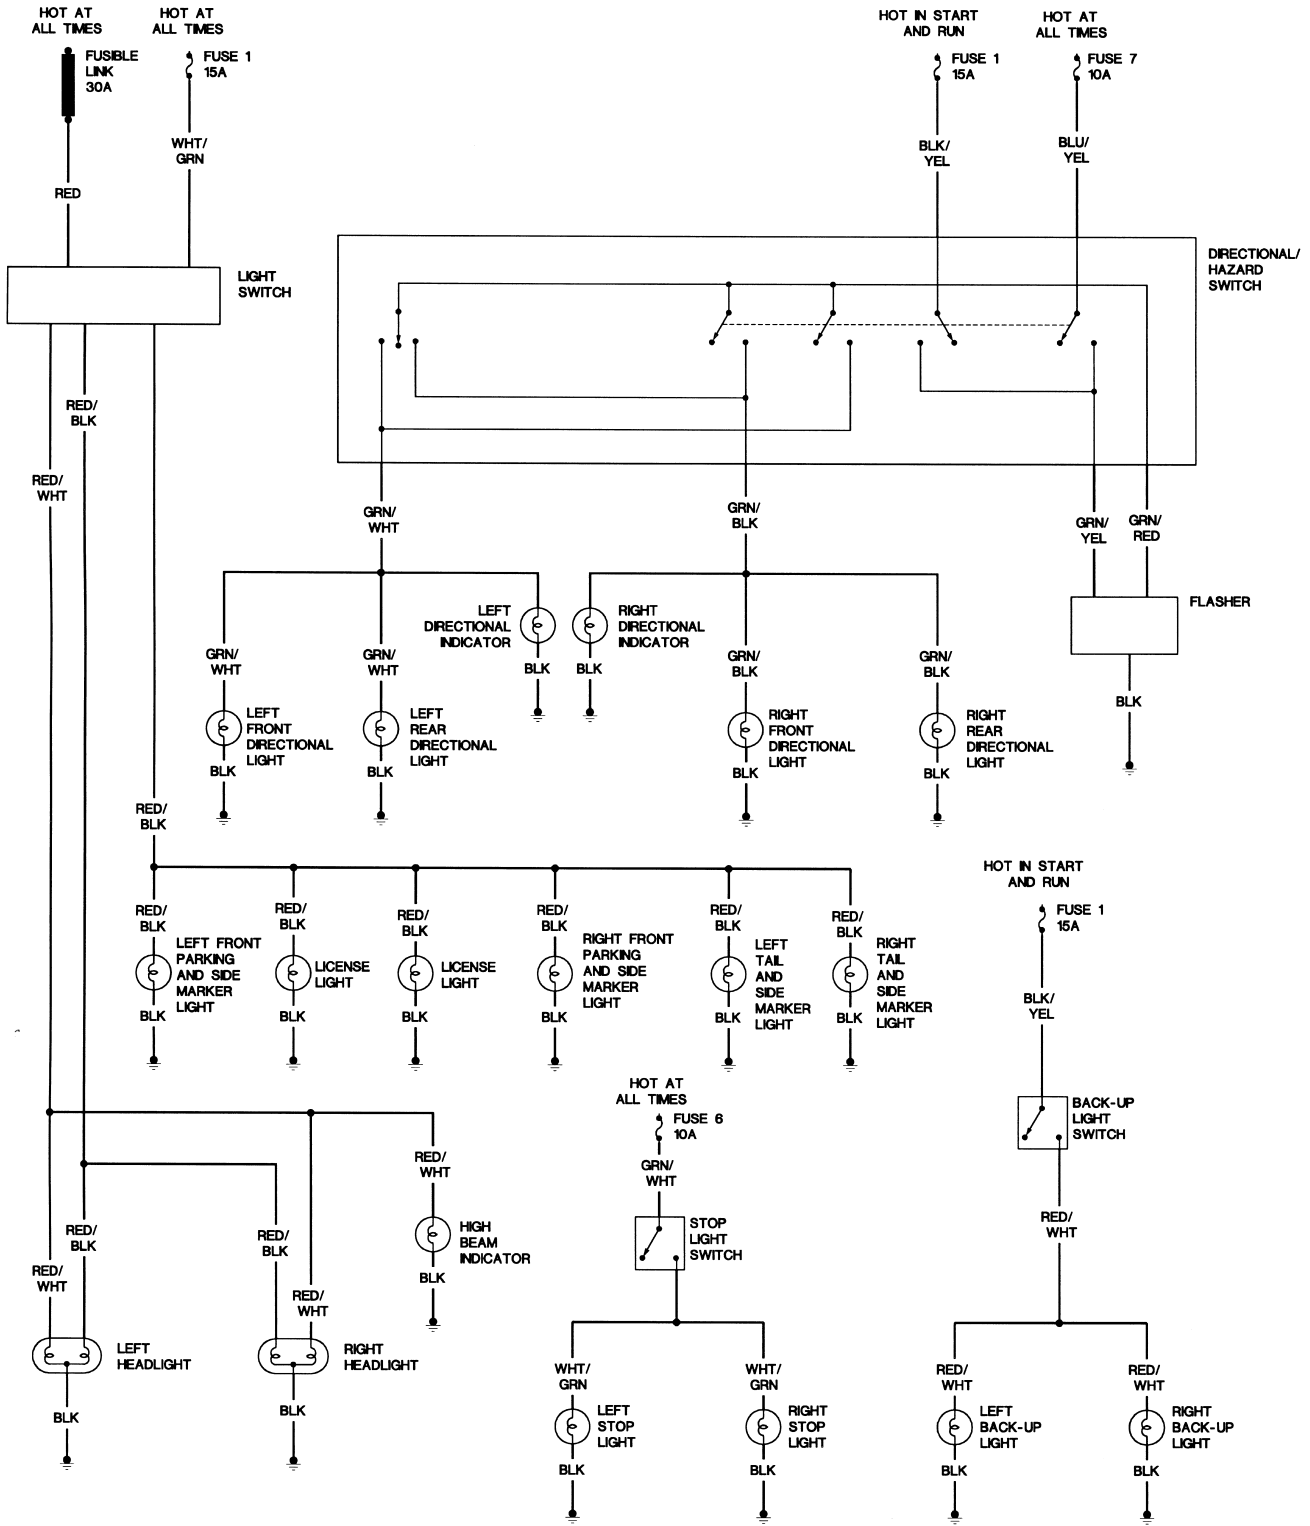 HOT AT
ALL TIMES
FUSIBLE
LINK
30A
RED
HOT AT
ALL TIMES
FUSE 1
15A
WHT/
GRN
HOT IN START
AND RUN
FUSE 1
15A
BLK/
YEL
HOT AT
ALL TIMES
FUSE 7
10A
BLU/
YEL
LIGHT
SWITCH
DIRECTIONAL/
HAZARD
SWITCH
RED/
BLK
RED/
WHT
GRN/
WHT
GRN/
BLK
GRN/
YEL
GRN/
RED
FLASHER
BLK
LEFT
DIRECTIONAL
INDICATOR
BLK
RIGHT
DIRECTIONAL
INDICATOR
BLK
GRN/
WHT
LEFT
FRONT
DIRECTIONAL
LIGHT
BLK
GRN/
WHT
LEFT
REAR
DIRECTIONAL
LIGHT
BLK
GRN/
BLK
RIGHT
FRONT
DIRECTIONAL
LIGHT
BLK
GRN/
BLK
RIGHT
REAR
DIRECTIONAL
LIGHT
BLK
RED/
BLK
RED/
BLK
LEFT FRONT
PARKING
AND SIDE
MARKER
LIGHT
BLK
RED/
BLK
LICENSE
LIGHT
BLK
RED/
BLK
LICENSE
LIGHT
BLK
RED/
BLK
RIGHT FRONT
PARKING
AND SIDE
MARKER
LIGHT
BLK
RED/
BLK
LEFT
TAIL
AND
SIDE
MARKER
LIGHT
BLK
RED/
BLK
RIGHT
TAIL
AND
SIDE
MARKER
LIGHT
BLK
HOT IN START
AND RUN
FUSE 1
15A
BLK/
YEL
BACK-UP
LIGHT
SWITCH
RED/
WHT
HOT AT
ALL TIMES
FUSE 6
10A
GRN/
WHT
STOP
LIGHT
SWITCH
RED/
WHT
HIGH
BEAM
INDICATOR
BLK
RED/
BLK
RED/
WHT
LEFT
HEADLIGHT
BLK
RED/
BLK
RED/
WHT
RIGHT
HEADLIGHT
BLK
WHT/
GRN
LEFT
STOP
LIGHT
BLK
WHT/
GRN
RIGHT
STOP
LIGHT
BLK
RED/
WHT
LEFT
BACK-UP
LIGHT
BLK
RED/
WHT
RIGHT
BACK-UP
LIGHT
BLK